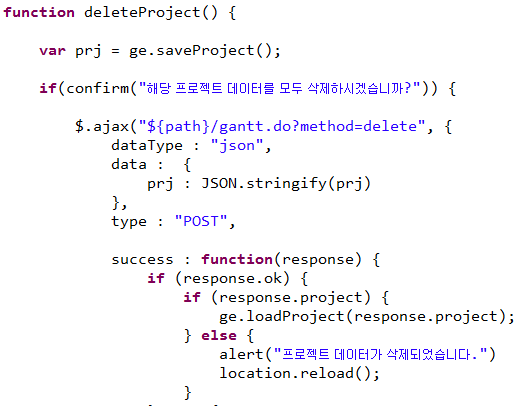 function deleteProject() {
var prj = ge.saveProject();
if(confirm("해당 프로젝트 데이터를 모두 삭제하시겠습니까?")) {
$.ajax("${path}/gantt.do?method=delete", {
dataType : "json",
data :  {
prj : JSON.stringify(prj)
},
type : "POST",
success : function(response) {
if (response.ok) {
if (response.project) {
ge.loadProject(response.project);
} else {
alert("프로젝트 데이터가 삭제되었습니다.")
location.reload();
}